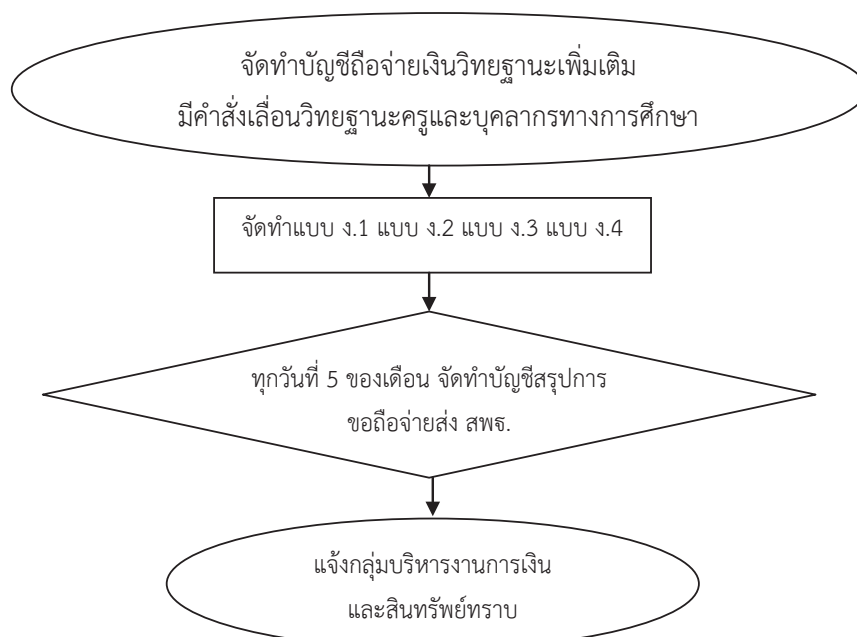 จัดทำบัญชีถือจ่ายเงินวิทยฐานะเพิ่มเติม
มีคำสั่งเลื่อนวิทยฐานะครูและบุคลากรทางการศึกษา
จัดทำแบบ ง.1 แบบ ง.2 แบบ ง.3 แบบ ง.4
ทุกวันที่ 5 ของเดือน จัดทำบัญชีสรุปการ
ขอถือจ่ายส่ง สพฐ.
แจ้งกลุ่มบริหารงานการเงิน
และสินทรัพย์ทราบ